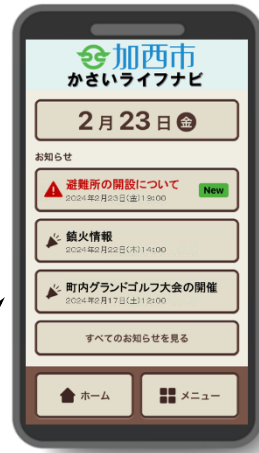 加西市
かさいライフナビ
2月23日金
お知らせ
避難所の開設について
New
2024年2月23日(金)19:00
鎮火情報
2024年2月22日(木)14:00
町内グランドゴルフ大会の開催
2024年2月17日(土)12:00
すべてのお知らせを見る
ホーム
メニュー